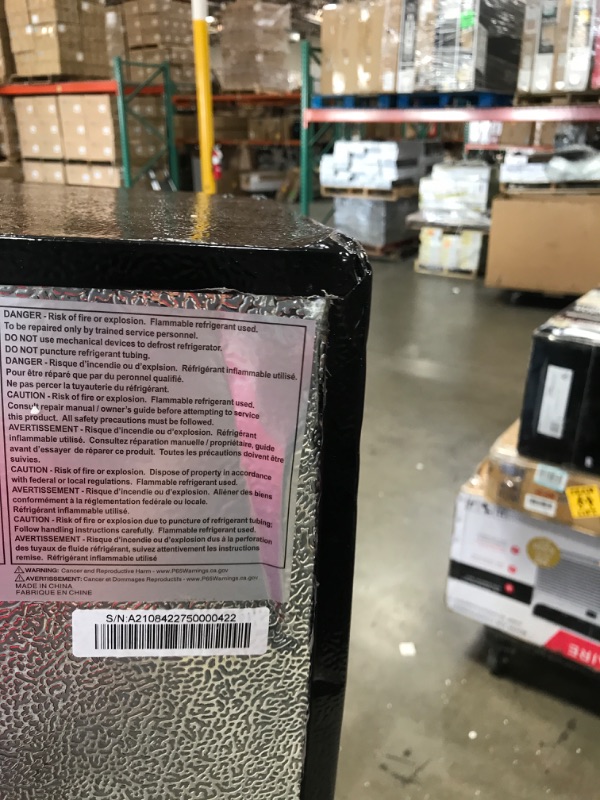 DANGER - Risk of fire or explosion. Flammable refrigerant used.
To be repaired only by trained service personnel.
DO NOT use mechanical devices to defrost refrigerator.
DO NOT puncture refrigerant tubing.
DANGER - Risque d'incendie ou d'explsion. Réfrigérant inflammable utilisé.
Pour être réparé que par du peronnel qualifié.
Ne pas percer la tuyauterie du réfrigérant.
CAUTION - Risk of fire or explosion. Flammable refrigerant used.
Consult repair manual / owner's guide before attempting to service
this product. All safety precautions must be followed.
AVERTISSEMENT - Risque d'incendie ou d'explosion. Réfrigérant
inflammable utilisé. Consultez réparation manuelle / propriétaire, guide
avant d'essayer de réparer ce produit. Toutes les précautions doivent être
suivies.
CAUTION - Risk of fire or explosion. Dispose of property in accordance
with federal or local regulations. Flammable refrigerant used.
AVERTISSEMENT - Risque d'incendie ou d'explosion. Aliéner des biens
conformément à la réglementation fédérale ou locale.
Réfrigérant inflammable utilisé.
CAUTION - Risk of fire or explosion due to puncture of refrigerant tubing;
Follow handling instructions carefully. Flammable refrigerant used.
AVERTISSEMENT - Risque d'incendie ou d'explosion dus à la perforation
des tuyaux de fluide réfrigérant, suivez attentivement les instructions
remise. Réfrigérant inflammable utilisé
WARNING: Cancer and Reproductive Harm - www.P65Warnings.ca.gov
AVERTISSEMENT: Cancer et Dommages Reproductifs - www.P65Warnings.ca.gov
MADE IN CHINA
FABRIQUE EN CHINE
S/N:A2108422750000422